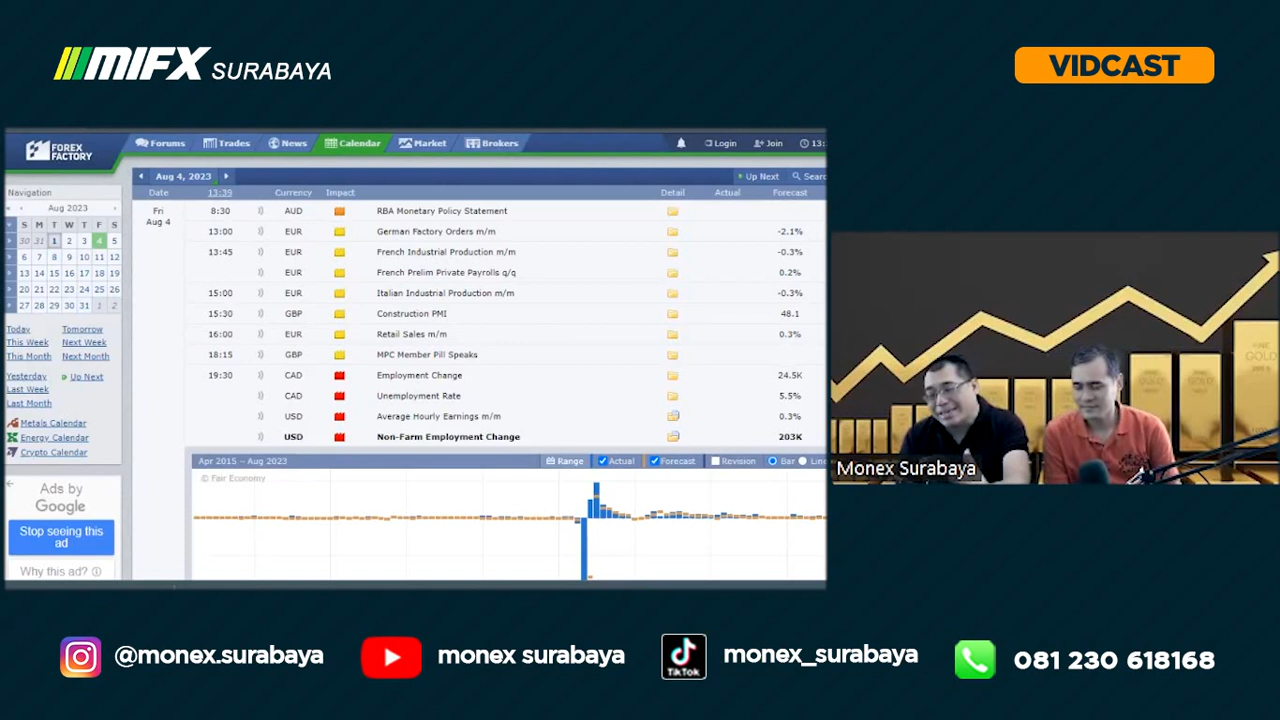 MIFX SURABAYA
VIDCAST
FOREX FACTORY
Forums Trades News Calendar Market Brokers Login Join 13:
Aug 4, 2023 Up Next Searc
Date 13:39 Currency Impact Detail Actual Forecast
Navigation
Aug 2023
S M T W T F S
30 31 1 2 3 4 5
6 7 8 9 10 11 12
13 14 15 16 17 18 19
20 21 22 23 24 25 26
27 28 29 30 31 1 2
Today Tomorrow
This Week Next Week
This Month Next Month
Yesterday Up Next
Last Week
Last Month
Metals Calendar
Energy Calendar
Crypto Calendar
Ads by
Google
Stop seeing this
ad
Why this ad?
Fri
Aug 4
8:30 AUD RBA Monetary Policy Statement
13:00 EUR German Factory Orders m/m -2.1%
13:45 EUR French Industrial Production m/m -0.3%
EUR French Prelim Private Payrolls q/q 0.2%
15:00 EUR Italian Industrial Production m/m -0.3%
15:30 GBP Construction PMI 48.1
16:00 EUR Retail Sales m/m 0.3%
18:15 GBP MPC Member Pill Speaks
19:30 CAD Employment Change 24.5K
CAD Unemployment Rate 5.5%
USD Average Hourly Earnings m/m 0.3%
USD Non-Farm Employment Change 203K
Apr 2015 – Aug 2023 Range Actual Forecast Revision Bar Line
© Fair Economy
FINE
GOLD
Monex Surabaya
@monex.surabaya
monex surabaya
TikTok
monex_surabaya
081 230 618168